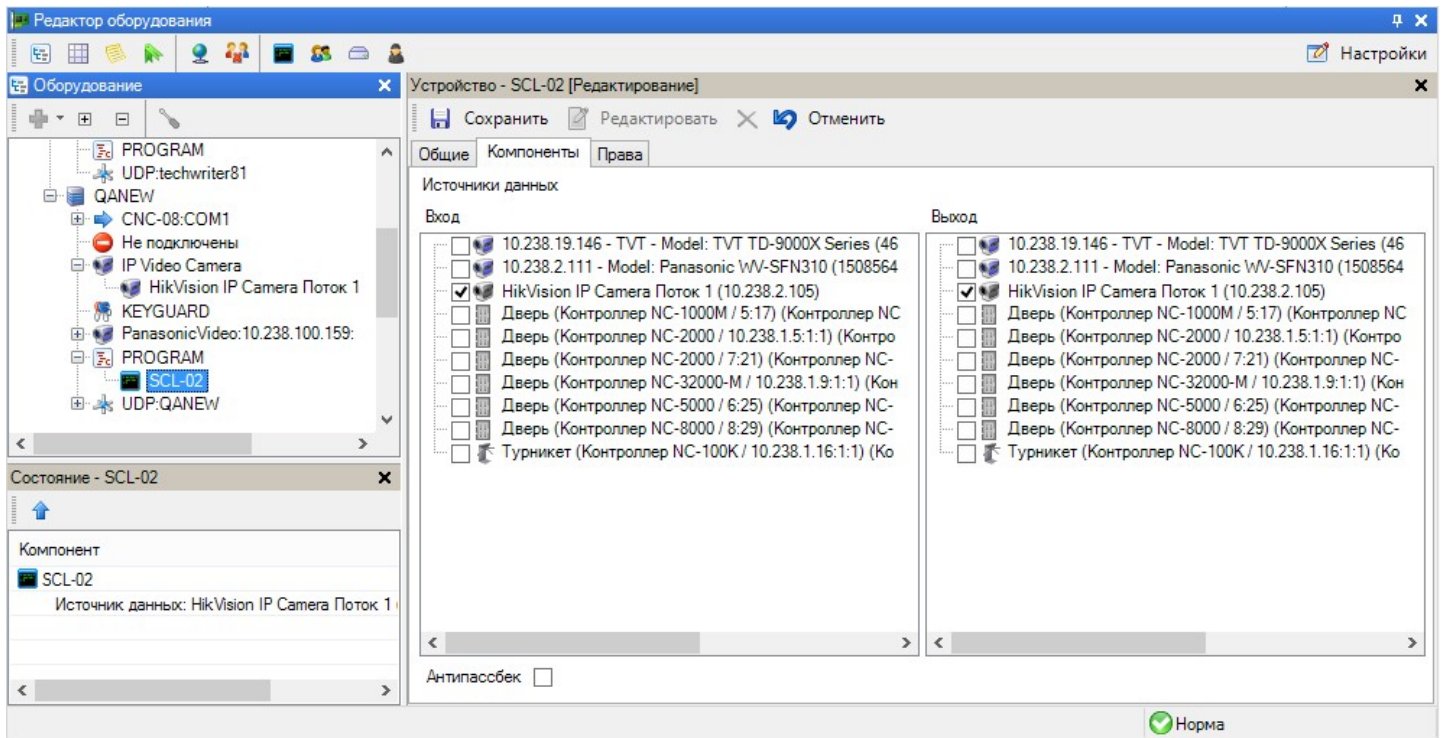 Редактор оборудования
Настройки
Оборудование
PROGRAM
UDP:techwriter81
QANEW
CNC-08:COM1
Не подключены
IP Video Camera
HikVision IP Camera Поток 1
KEYGUARD
PanasonicVideo:10.238.100.159:
PROGRAM
SCL-02
UDP:QANEW
Состояние - SCL-02
Компонент
SCL-02
Источник данных: HikVision IP Camera Поток 1
Устройство - SCL-02 [Редактирование]
Сохранить Редактировать Отменить
Общие Компоненты Права
Источники данных
Вход
10.238.19.146 - TVT - Model: TVT TD-9000X Series (46
10.238.2.111 - Model: Panasonic WV-SFN310 (1508564
HikVision IP Camera Поток 1 (10.238.2.105)
Дверь (Контроллер NC-1000M / 5:17) (Контроллер NC
Дверь (Контроллер NC-2000 / 10.238.1.5:1:1) (Контро
Дверь (Контроллер NC-2000 / 7:21) (Контроллер NC-
Дверь (Контроллер NC-32000-M / 10.238.1.9:1:1) (Кон
Дверь (Контроллер NC-5000 / 6:25) (Контроллер NC-
Дверь (Контроллер NC-8000 / 8:29) (Контроллер NC-
Турникет (Контроллер NC-100K / 10.238.1.16:1:1) (Ко
Выход
10.238.19.146 - TVT - Model: TVT TD-9000X Series (46
10.238.2.111 - Model: Panasonic WV-SFN310 (1508564
HikVision IP Camera Поток 1 (10.238.2.105)
Дверь (Контроллер NC-1000M / 5:17) (Контроллер NC
Дверь (Контроллер NC-2000 / 10.238.1.5:1:1) (Контро
Дверь (Контроллер NC-2000 / 7:21) (Контроллер NC-
Дверь (Контроллер NC-32000-M / 10.238.1.9:1:1) (Кон
Дверь (Контроллер NC-5000 / 6:25) (Контроллер NC-
Дверь (Контроллер NC-8000 / 8:29) (Контроллер NC-
Турникет (Контроллер NC-100K / 10.238.1.16:1:1) (Ко
Антипассбек
Норма